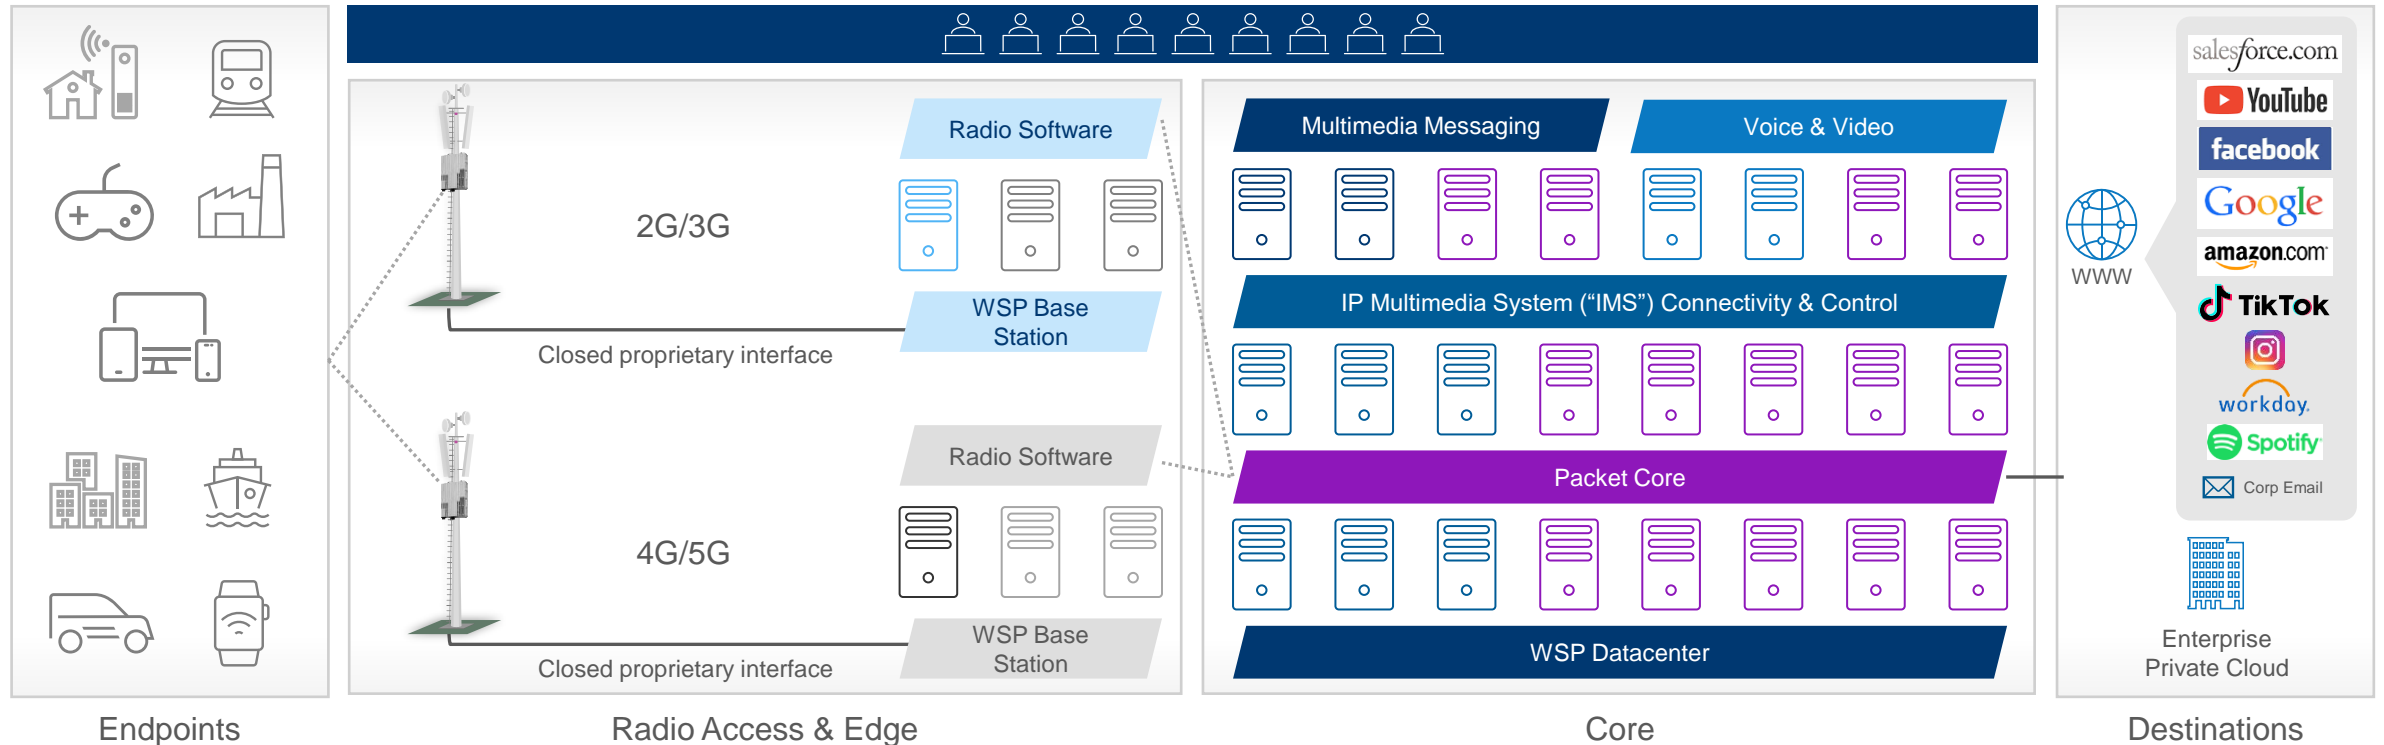 Radio Software
2G/3G
WSP Base
Station
Closed proprietary interface
Radio Software
4G/5G
WSP Base
Station
Closed proprietary interface
Multimedia Messaging
Voice & Video
IP Multimedia System (“IMS”) Connectivity & Control
Packet Core
WSP Datacenter
WWW
salesforce.com
YouTube
facebook
Google
amazon.com
TikTok
workday.
Spotify
Corp Email
Enterprise
Private Cloud
Endpoints
Radio Access & Edge
Core
Destinations